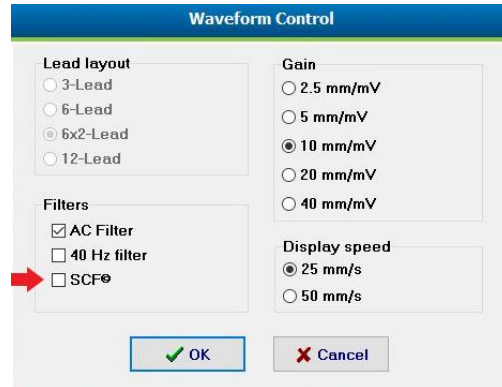 Waveform Control
Lead layout
3-Lead
6-Lead
6x2-Lead
12-Lead
Filters
AC Filter
40 Hz filter
SCF©
Gain
2.5 mm/mV
5 mm/mV
10 mm/mV
20 mm/mV
40 mm/mV
Display speed
25 mm/s
50 mm/s
OK
Cancel